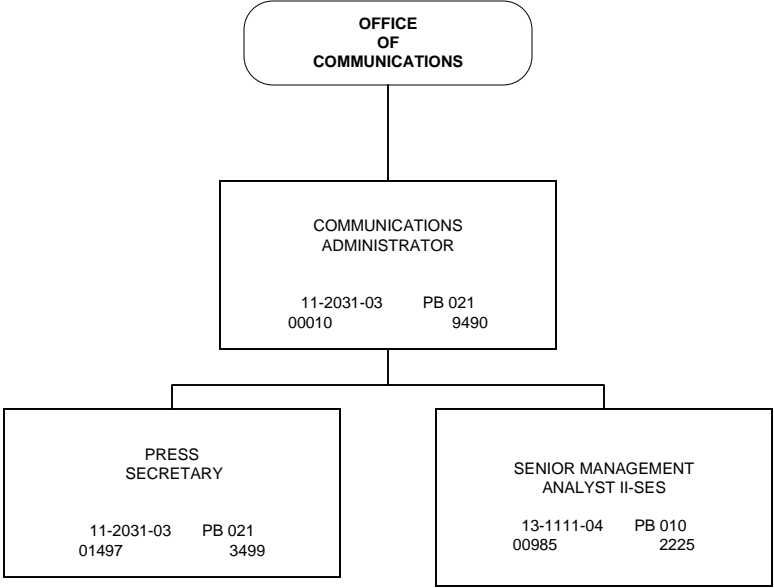 OFFICE
OF
COMMUNICATIONS
COMMUNICATIONS
ADMINISTRATOR
11-2031-03 PB 021
00010 9490
PRESS
SECRETARY
11-2031-03 PB 021
01497 3499
SENIOR MANAGEMENT
ANALYST II-SES
13-1111-04 PB 010
00985 2225